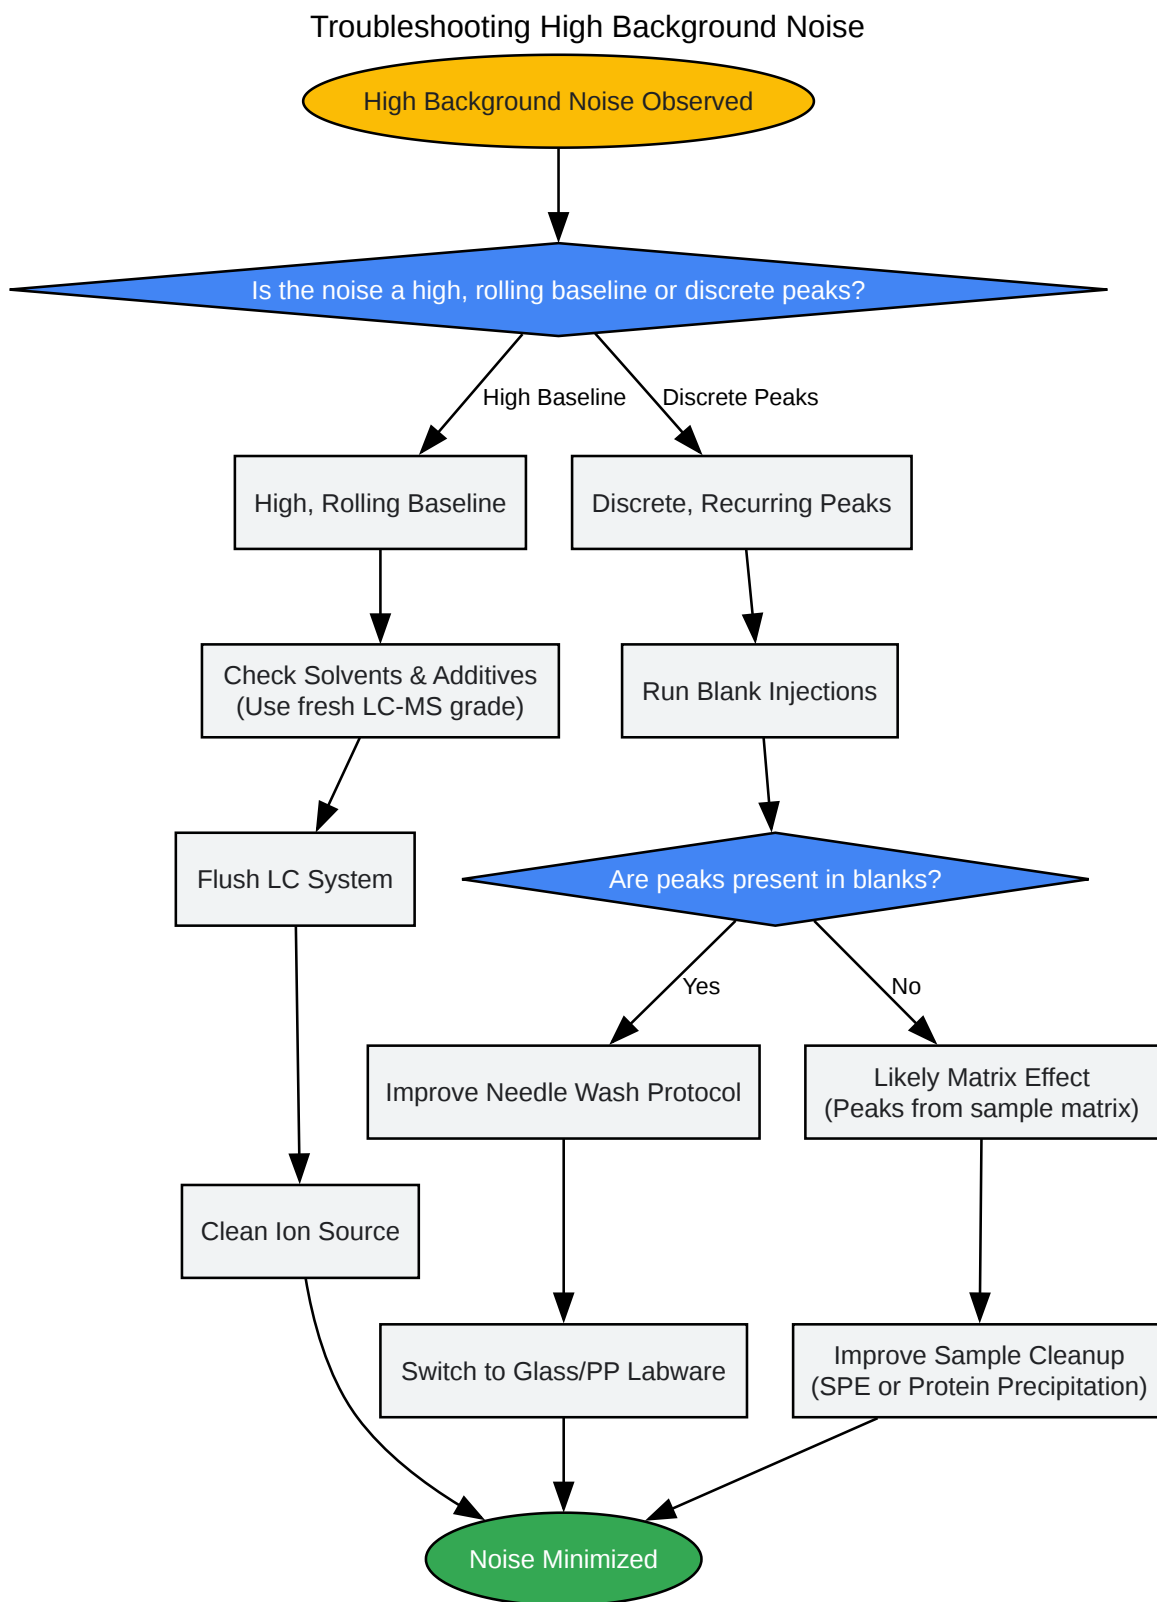 Troubleshooting High Background Noise
High Background Noise Observed
Is the noise a high, rolling baseline or discrete peaks?
High Baseline
Discrete Peaks
High, Rolling Baseline
Discrete, Recurring Peaks
Check Solvents & Additives
(Use fresh LC-MS grade)
Run Blank Injections
Flush LC System
Are peaks present in blanks?
Yes
No
Improve Needle Wash Protocol
Likely Matrix Effect
(Peaks from sample matrix)
Clean Ion Source
Switch to Glass/PP Labware
Improve Sample Cleanup
(SPE or Protein Precipitation)
Noise Minimized